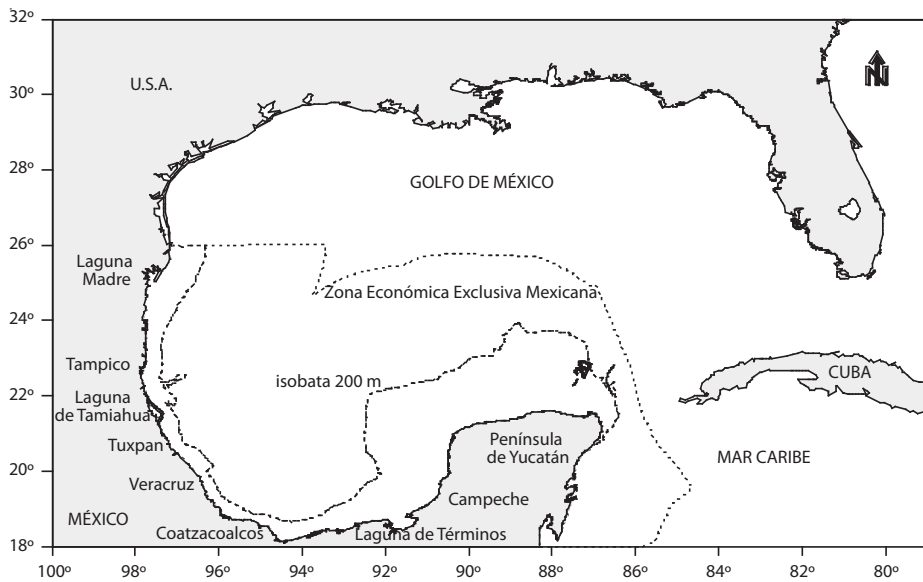 32º
U.S.A.
N
30º
28º
GOLFO DE MÉXICO
26º
Laguna
Madre
Zona Económica Exclusiva Mexicana
24º
Tampico
isobata 200 m
CUBA
22º
Laguna
de Tamiahua
Tuxpan
Península
de Yucatán
MAR CARIBE
20º
Veracruz
Campeche
MÉXICO
Coatzacoalcos
Laguna de Términos
18º
100º 98º 96º 94º 92º 90º 88º 86º 84º 82º 80º